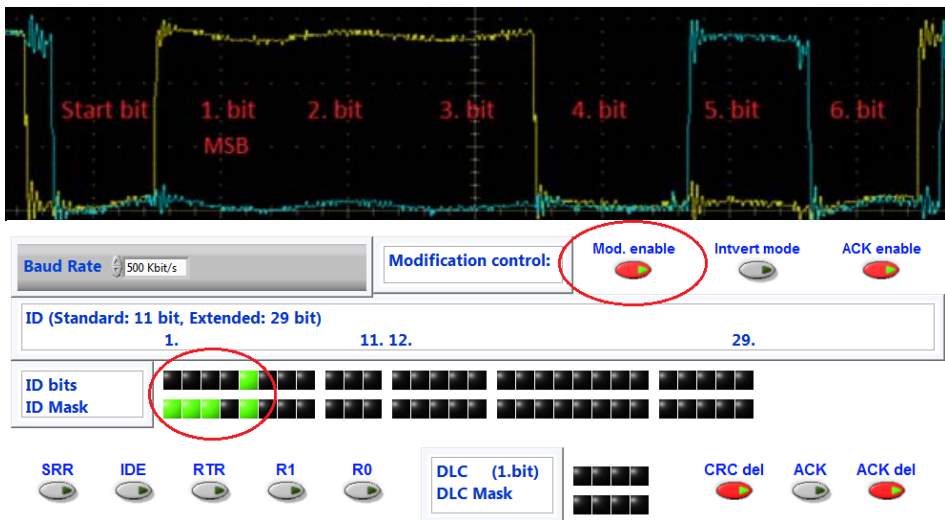 Start bit 1. bit 2. bit 3. bit 4. bit 5. bit 6. bit
MSB
Baud Rate 500 Kbit/s Modification control: Mod. enable Intvert mode ACK enable
ID (Standard: 11 bit, Extended: 29 bit)
1. 11. 12. 29.
ID bits
ID Mask
SRR IDE RTR R1 R0 DLC (1.bit) CRC del ACK ACK del
DLC Mask